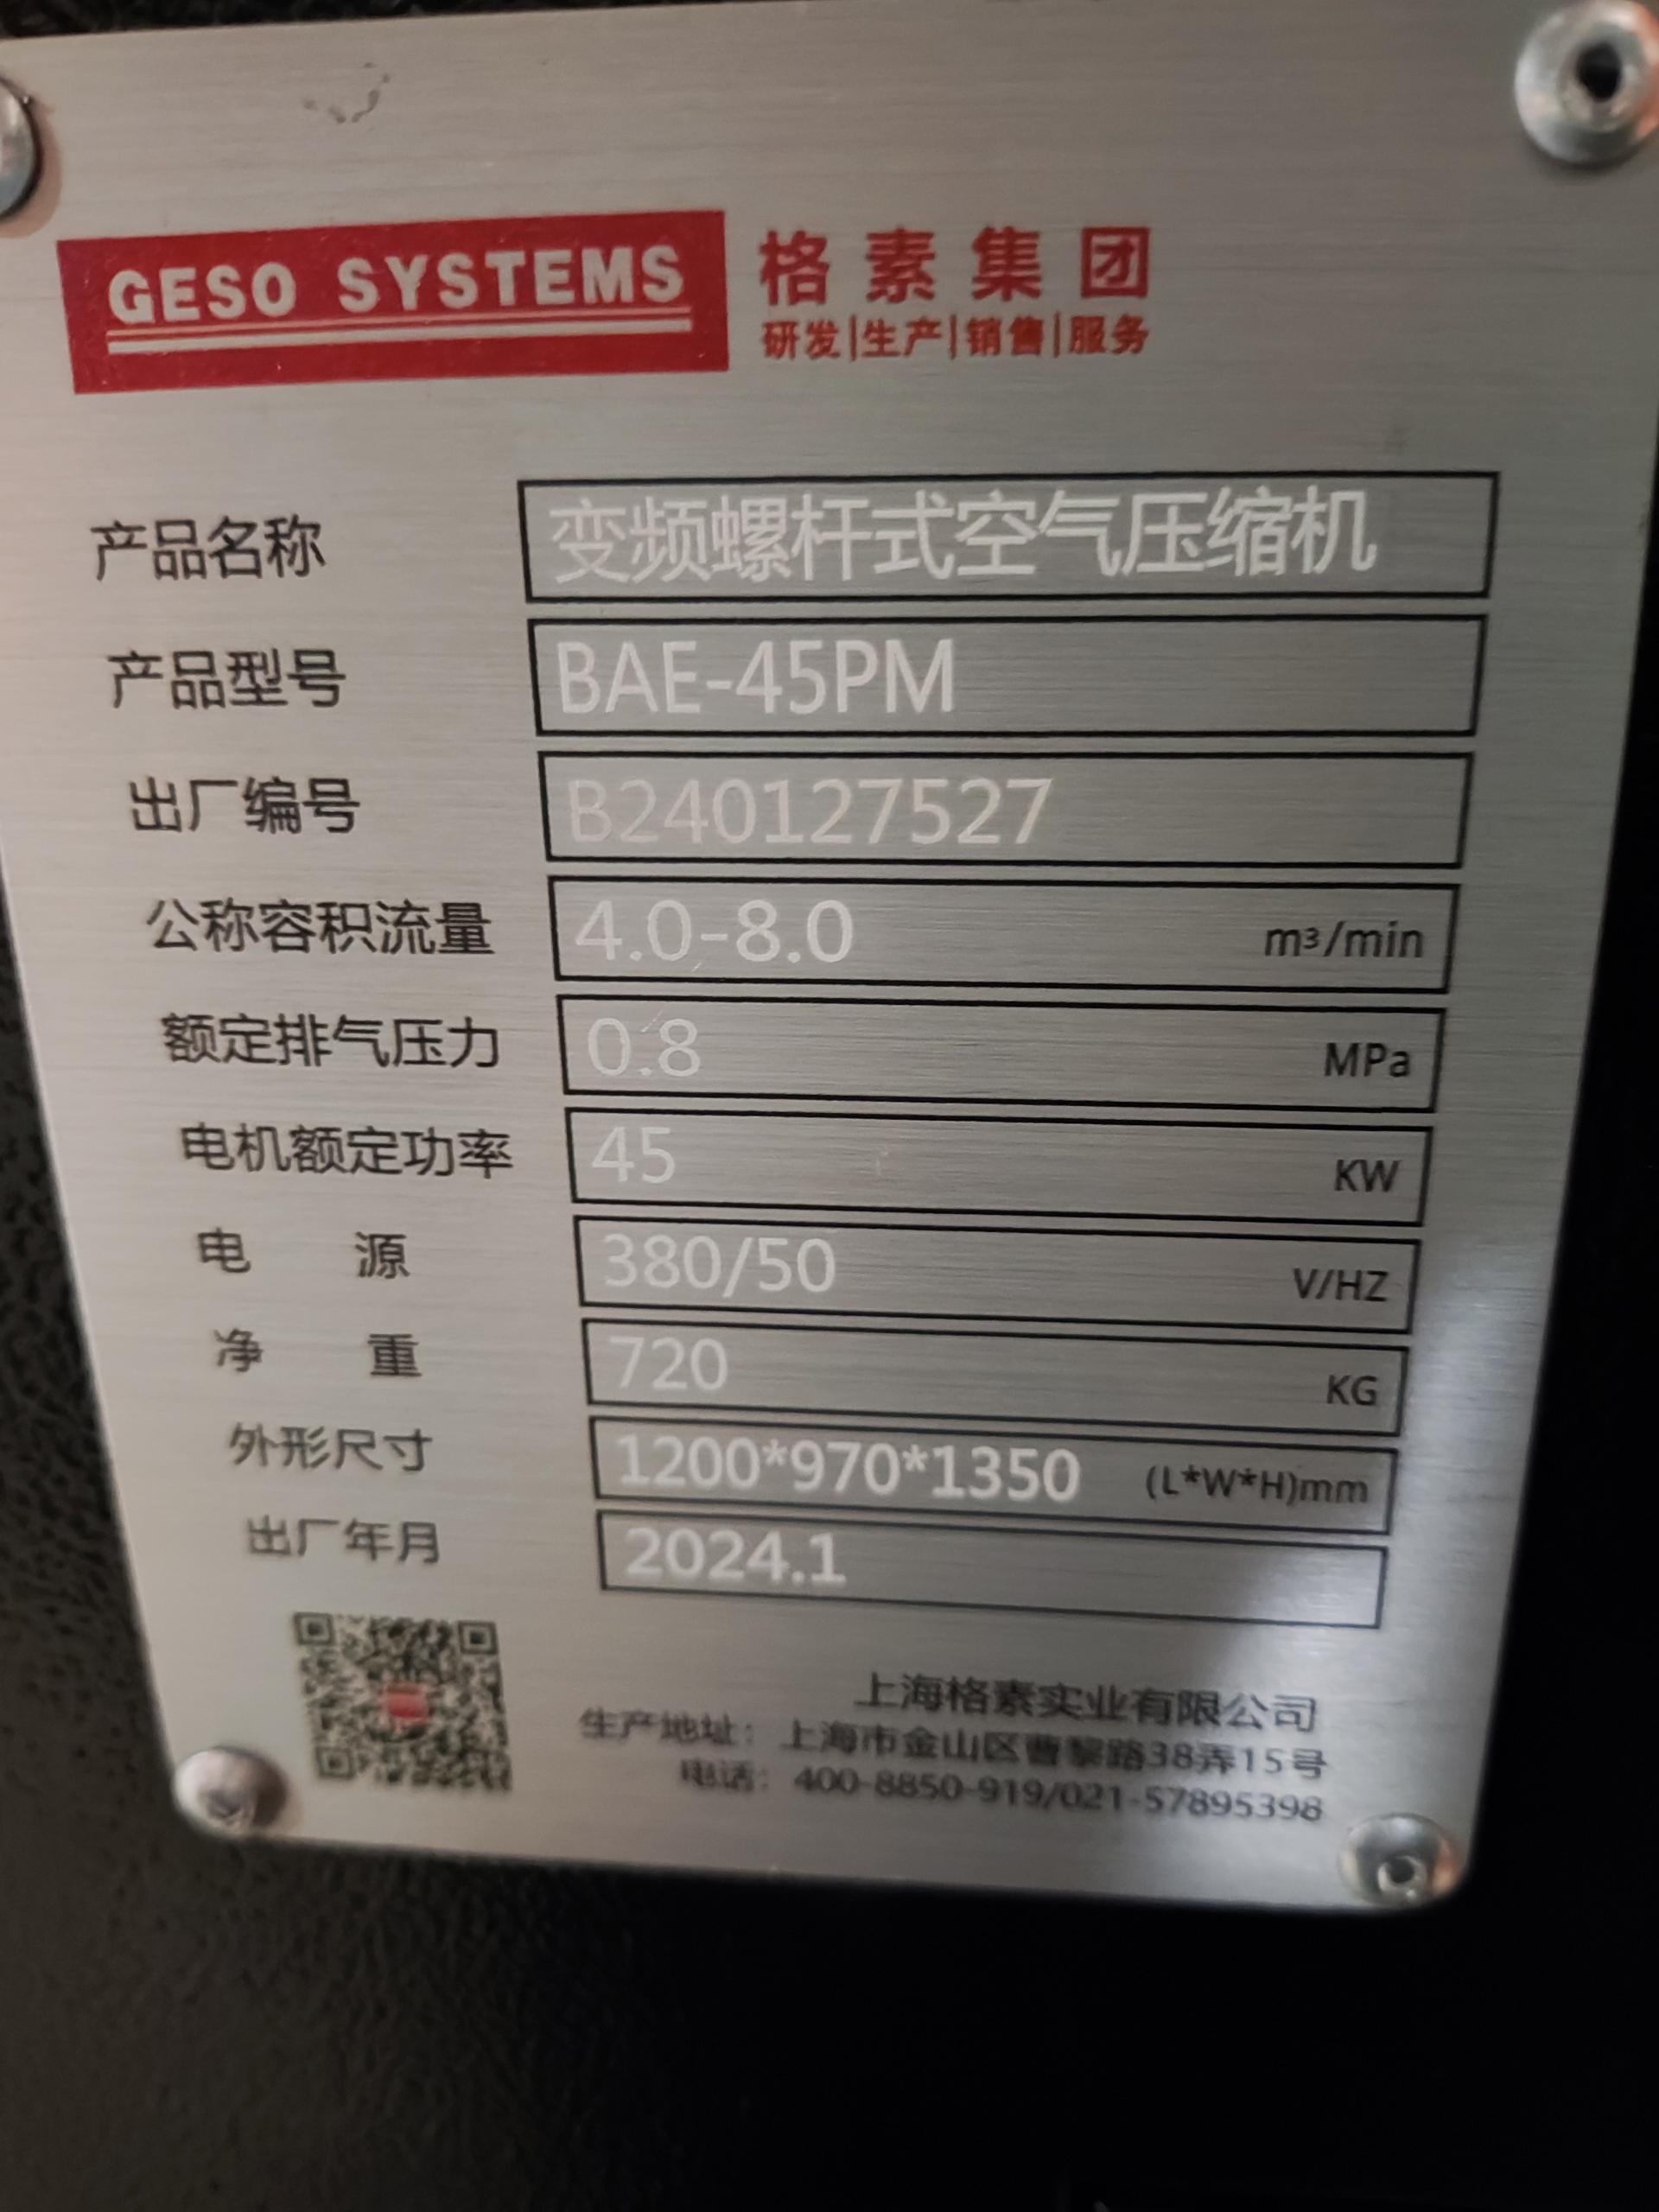 GESO SYSTEMS
格素集团
研发|生产|销售|服务
产品名称 变频螺杆式空气压缩机
产品型号 BAE-45PM
出厂编号 B240127527
公称容积流量 4.0-8.0 m³/min
额定排气压力 0.8 MPa
电机额定功率 45 KW
电 源 380/50 V/HZ
净 重 720 KG
外形尺寸 1200*970*1350 (L*W*H)mm
出厂年月 2024.1
上海格素实业有限公司
生产地址：上海市金山区曹黎路38弄15号
电话：400-8850-919/021-57895398